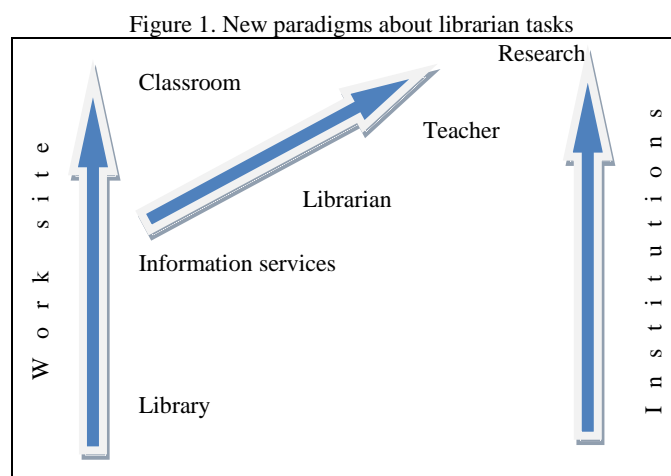 Figure 1. New paradigms about librarian tasks
Research
Classroom
Teacher
Librarian
Information services
Library
Work site
Institutions